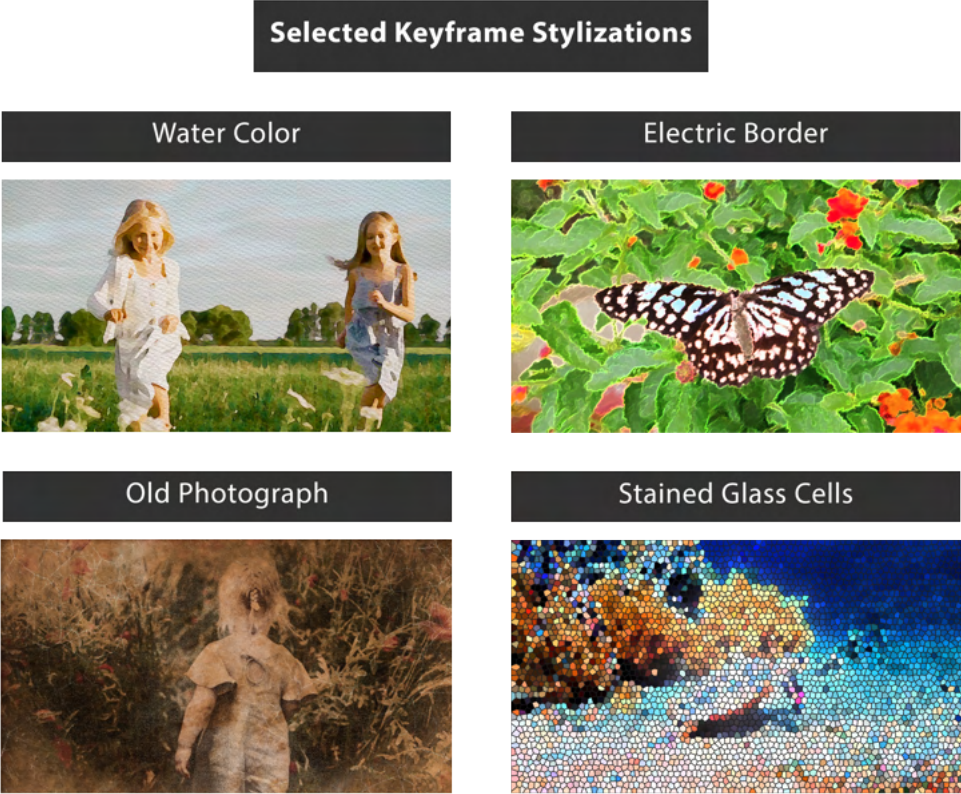 Selected Keyframe Stylizations
Water Color
Electric Border
Old Photograph
Stained Glass Cells